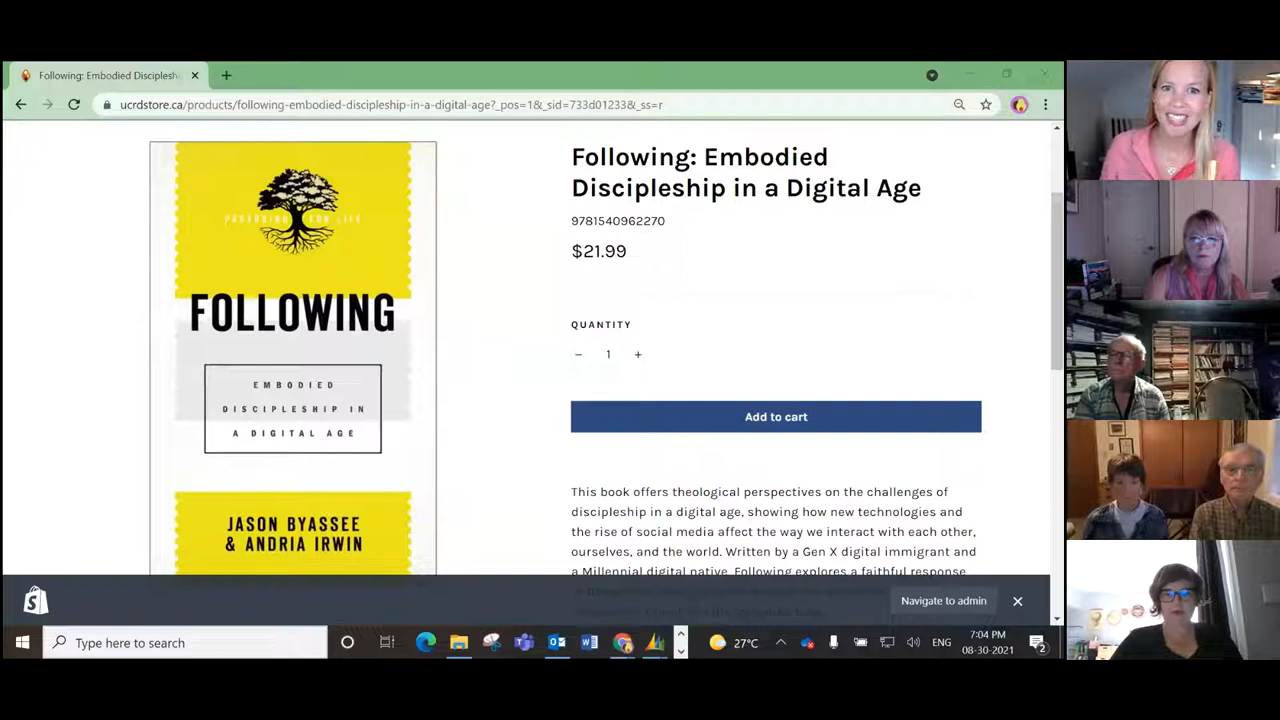 Following: Embodied Discipleshi
ucrdstore.ca/products/following-embodied-discipleship-in-a-digital-age?_pos=1&_sid=733d01233&_ss=r
PASTORING FOR LIFE
FOLLOWING
EMBODIED
DISCIPLESHIP IN
A DIGITAL AGE
JASON BYASSEE
& ANDRIA IRWIN
Following: Embodied
Discipleship in a Digital Age
9781540962270
$21.99
QUANTITY
− 1 +
Add to cart
This book offers theological perspectives on the challenges of
discipleship in a digital age, showing how new technologies and
the rise of social media affect the way we interact with each other,
ourselves, and the world. Written by a Gen X digital immigrant and
a Millennial digital native, Following explores a faithful response
Navigate to admin
Type here to search
27°C
ENG
7:04 PM
08-30-2021
2